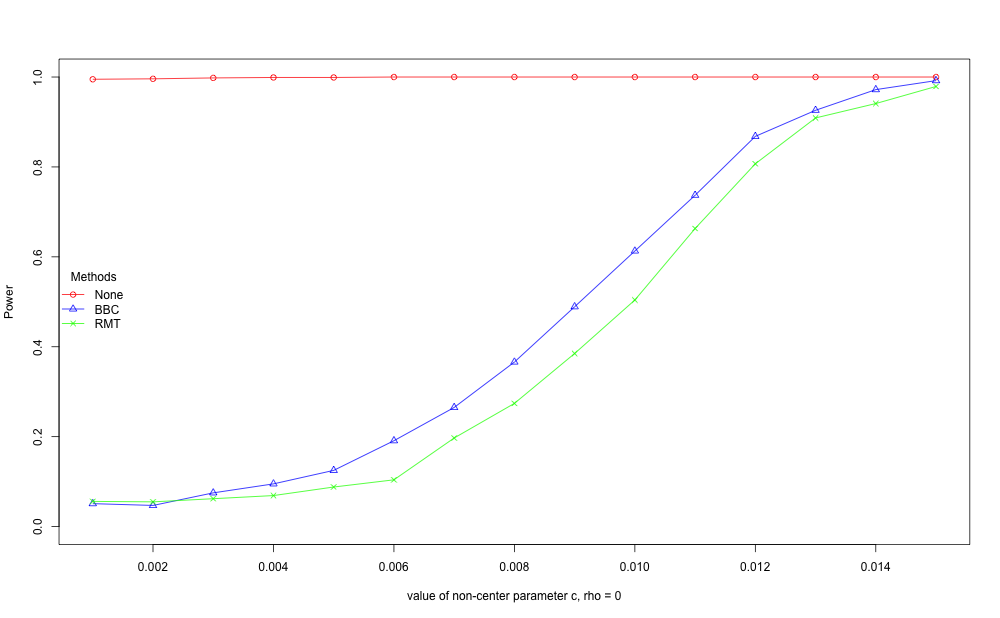 Power
1.0
0.8
0.6
0.4
0.2
0.0
Methods
None
BBC
RMT
0.002 0.004 0.006 0.008 0.010 0.012 0.014
value of non-center parameter c, rho = 0